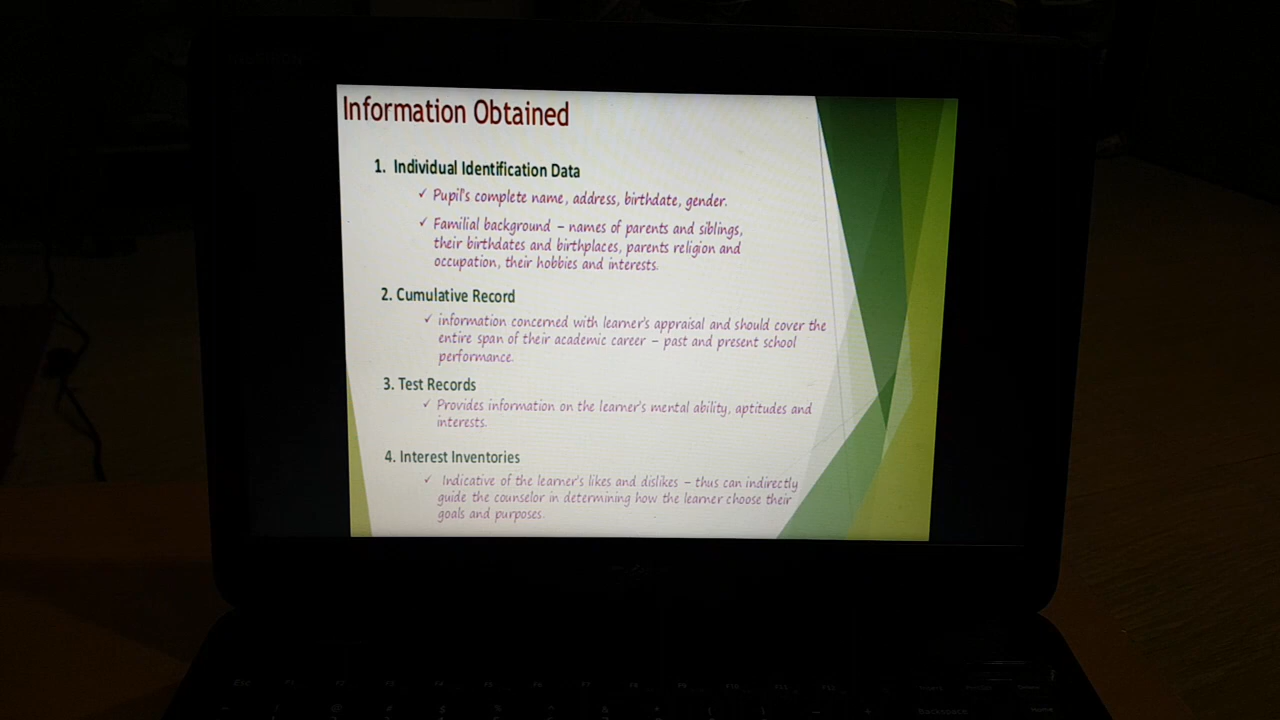 Information Obtained
1. Individual Identification Data
✓ Pupil's complete name, address, birthdate, gender.
✓ Familial background – names of parents and siblings,
their birthdates and birthplaces, parents religion and
occupation, their hobbies and interests.
2. Cumulative Record
✓ information concerned with learner's appraisal and should cover the
entire span of their academic career – past and present school
performance.
3. Test Records
✓ Provides information on the learner's mental ability, aptitudes and
interests.
4. Interest Inventories
✓ Indicative of the learner's likes and dislikes – thus can indirectly
guide the counselor in determining how the learner choose their
goals and purposes.
Esc
Backspace
Home